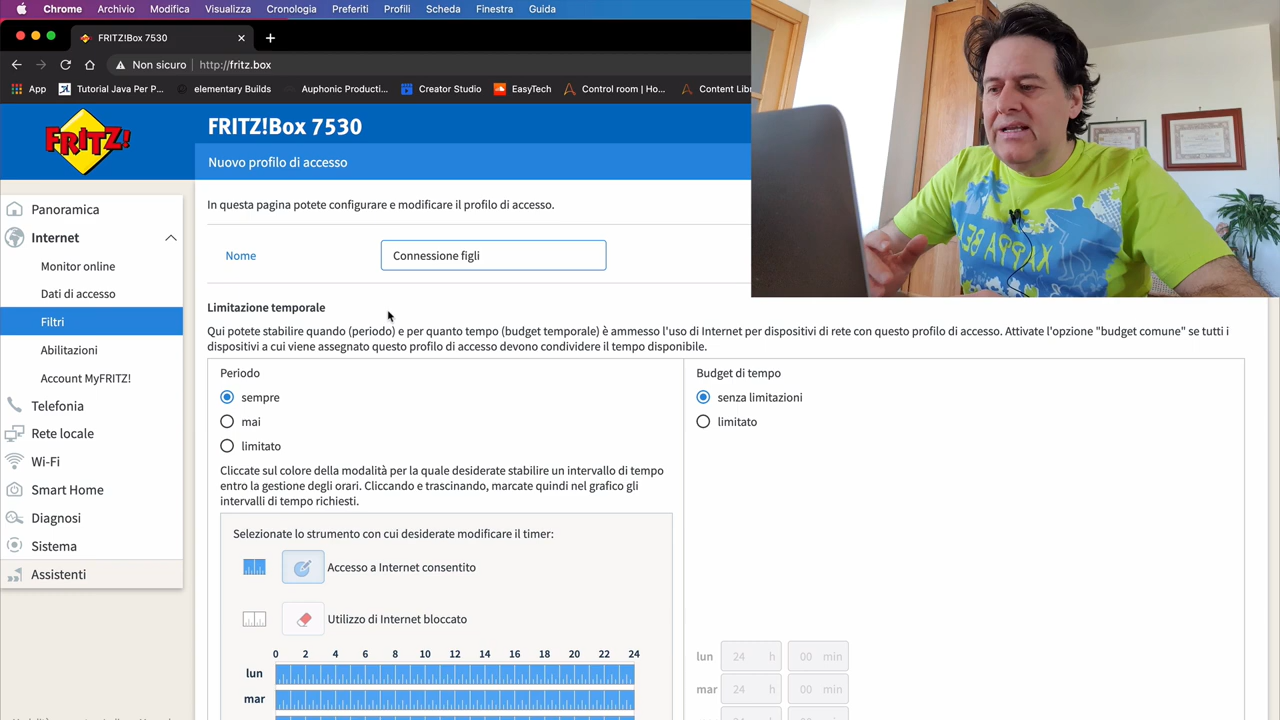 Chrome Archivio Modifica Visualizza Cronologia Preferiti Profili Scheda Finestra Guida
FRITZ!Box 7530
Non sicuro http://fritz.box
App Tutorial Java Per P... elementary Builds Auphonic Producti... Creator Studio EasyTech Control room | Ho... Content Lib
FRITZ!
FRITZ!Box 7530
Nuovo profilo di accesso
Panoramica
Internet
Monitor online
Dati di accesso
Filtri
Abilitazioni
Account MyFRITZ!
Telefonia
Rete locale
Wi-Fi
Smart Home
Diagnosi
Sistema
Assistenti
In questa pagina potete configurare e modificare il profilo di accesso.
Nome Connessione figli
Limitazione temporale
Qui potete stabilire quando (periodo) e per quanto tempo (budget temporale) è ammesso l'uso di Internet per dispositivi di rete con questo profilo di accesso. Attivate l'opzione "budget comune" se tutti i
dispositivi a cui viene assegnato questo profilo di accesso devono condividere il tempo disponibile.
Periodo
sempre
mai
limitato
Cliccate sul colore della modalità per la quale desiderate stabilire un intervallo di tempo
entro la gestione degli orari. Cliccando e trascinando, marcate quindi nel grafico gli
intervalli di tempo richiesti.
Selezionate lo strumento con cui desiderate modificare il timer:
Accesso a Internet consentito
Utilizzo di Internet bloccato
0 2 4 6 8 10 12 14 16 18 20 22 24
lun
mar
Budget di tempo
senza limitazioni
limitato
lun 24 h 00 min
mar 24 h 00 min
KAPPA BEA